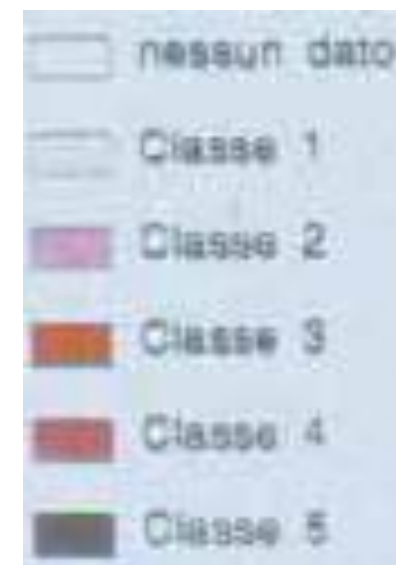 nessun dato
Classe 1
Classe 2
Classe 3
Classe 4
Classe 5